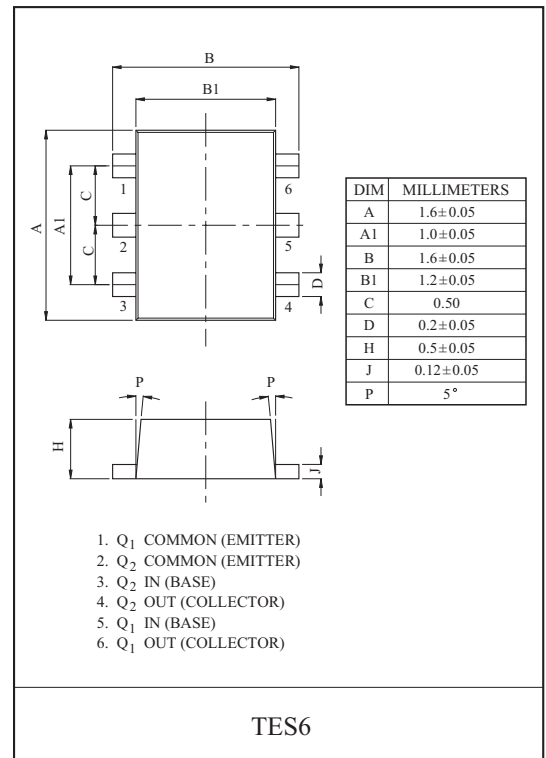 B
B1
1 6
C
A A1
2 5
C
D
3 4
DIM MILLIMETERS
A 1.6±0.05
A1 1.0±0.05
B 1.6±0.05
B1 1.2±0.05
C 0.50
D 0.2±0.05
H 0.5±0.05
J 0.12±0.05
P 5°
P P
H
J
1. Q1 COMMON (EMITTER)
2. Q2 COMMON (EMITTER)
3. Q2 IN (BASE)
4. Q2 OUT (COLLECTOR)
5. Q1 IN (BASE)
6. Q1 OUT (COLLECTOR)
TES6